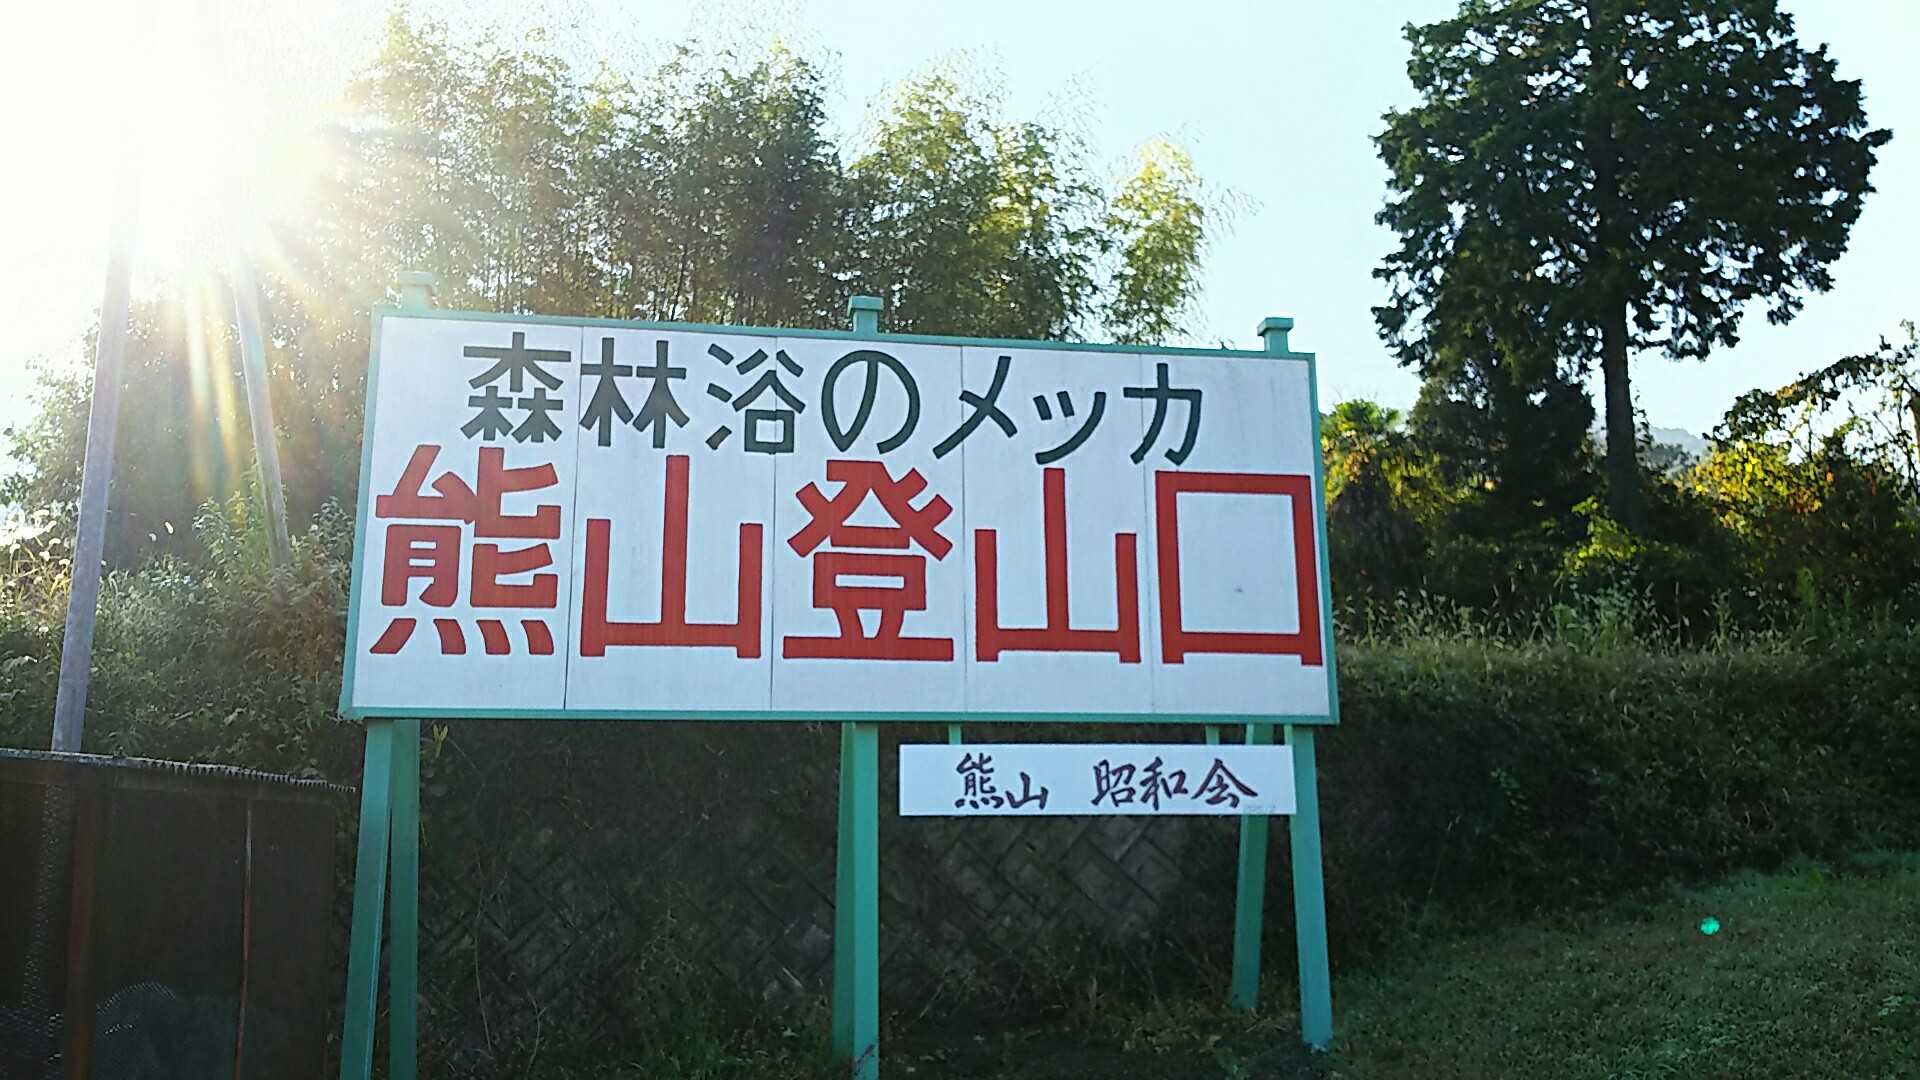 森林浴のメッカ
熊山登山口
熊山 昭和会